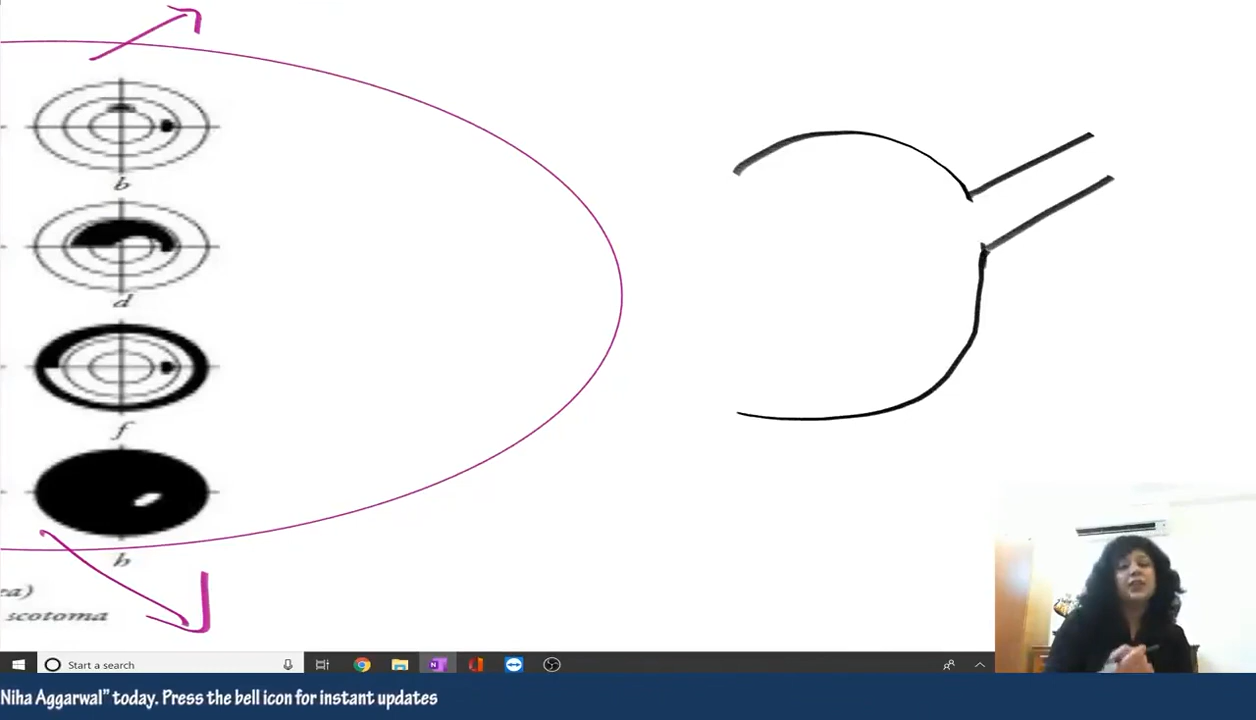 b
d
f
h
ea)
scotoma
Start a search
Niha Aggarwal” today. Press the bell icon for instant updates